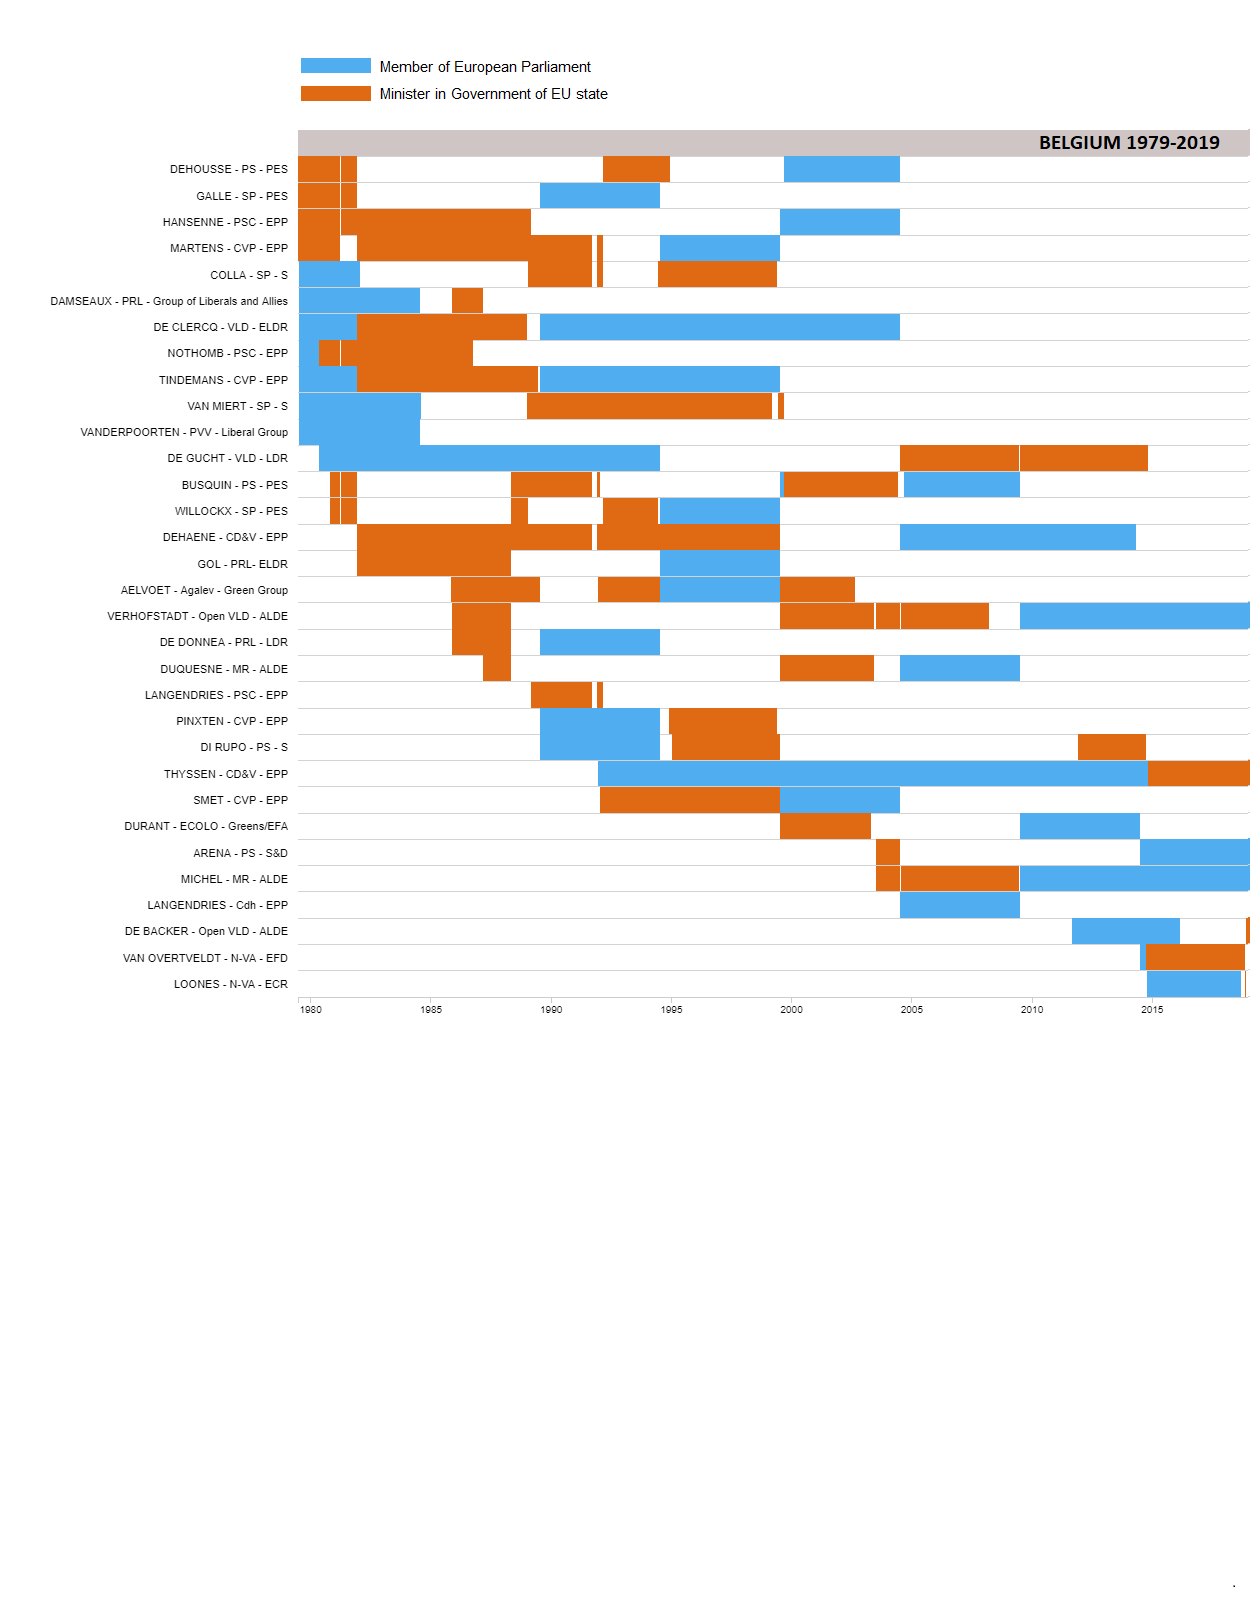 Member of European Parliament
Minister in Government of EU state
BELGIUM 1979-2019
DEHOUSSE - PS - PES
GALLE - SP - PES
HANSENNE - PSC - EPP
MARTENS - CVP - EPP
COLLA - SP - S
DAMSEAUX - PRL - Group of Liberals and Allies
DE CLERCQ - VLD - ELDR
NOTHOMB - PSC - EPP
TINDEMANS - CVP - EPP
VAN MIERT - SP - S
VANDERPOORTEN - PVV - Liberal Group
DE GUCHT - VLD - LDR
BUSQUIN - PS - PES
WILLOCKX - SP - PES
DEHAENE - CD&V - EPP
GOL - PRL- ELDR
AELVOET - Agalev - Green Group
VERHOFSTADT - Open VLD - ALDE
DE DONNEA - PRL - LDR
DUQUESNE - MR - ALDE
LANGENDRIES - PSC - EPP
PINXTEN - CVP - EPP
DI RUPO - PS - S
THYSSEN - CD&V - EPP
SMET - CVP - EPP
DURANT - ECOLO - Greens/EFA
ARENA - PS - S&D
MICHEL - MR - ALDE
LANGENDRIES - Cdh - EPP
DE BACKER - Open VLD - ALDE
VAN OVERTVELDT - N-VA - EFD
LOONES - N-VA - ECR
1980 1985 1990 1995 2000 2005 2010 2015
.